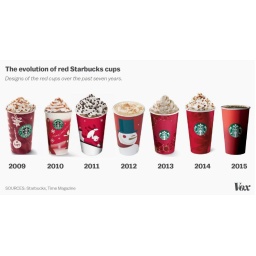 The evolution of red Starbucks cups
Designs of the red cups over the past seven years.
2009 2010 2011 2012 2013 2014 2015
SOURCES: Starbucks, Time Magazine
Vox